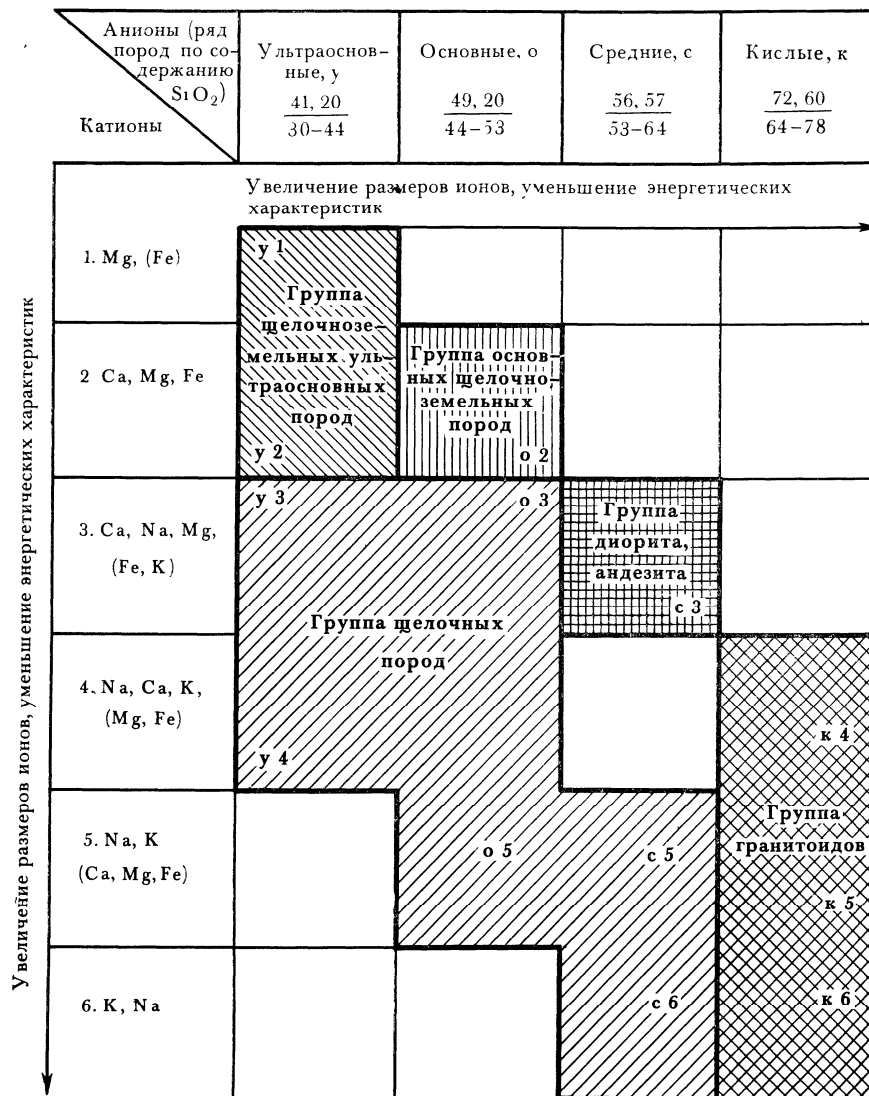 Анионы (ряд
пород по со-
держанию
SiO₂)
Катионы
Ультраоснов-
ные, у
41, 20
30–44
Основные, о
49, 20
44–53
Средние, с
56, 57
53–64
Кислые, к
72, 60
64–78
Увеличение размеров ионов, уменьшение энергетических
характеристик
Увеличение размеров ионов, уменьшение энергетических характеристик
1. Mg, (Fe)
у 1
Группа
щелочнозе-
мельных уль-
траосновных
пород
у 2
2 Ca, Mg, Fe
Группа основ-
ных щелочно-
земельных
пород
о 2
3. Ca, Na, Mg,
(Fe, K)
у 3
о 3
Группа
диорита,
андезита
с 3
Группа щелочных
пород
4. Na, Ca, K,
(Mg, Fe)
у 4
к 4
5. Na, K
(Ca, Mg, Fe)
о 5
с 5
Группа
гранитоидов
к 5
6. K, Na
с 6
к 6